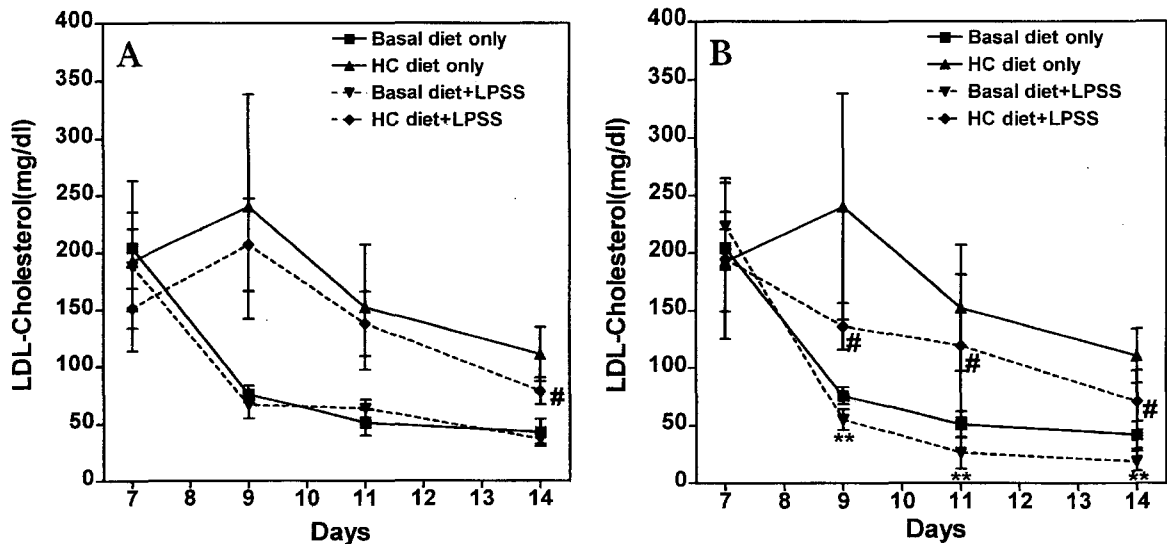 A
Basal diet only
HC diet only
Basal diet+LPSS
HC diet+LPSS
LDL-Cholesterol(mg/dl)
400
350
300
250
200
150
100
50
0
#
7 8 9 10 11 12 13 14
Days
B
Basal diet only
HC diet only
Basal diet+LPSS
HC diet+LPSS
LDL-Cholesterol(mg/dl)
400
350
300
250
200
150
100
50
0
# # #
** ** **
7 8 9 10 11 12 13 14
Days